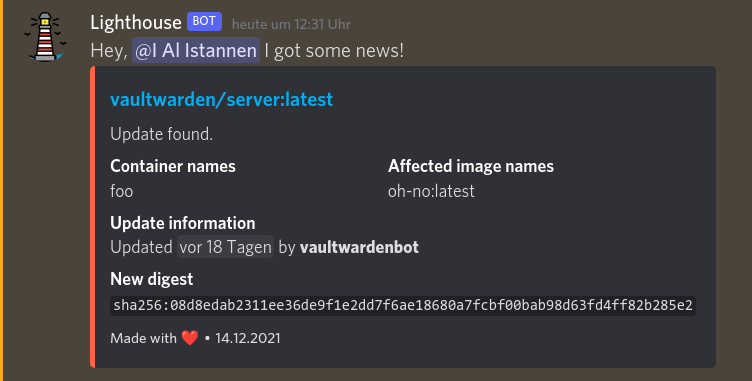 Lighthouse BOT heute um 12:31 Uhr
Hey, @I Al Istannen I got some news!
vaultwarden/server:latest
Update found.
Container names Affected image names
foo oh-no:latest
Update information
Updated vor 18 Tagen by vaultwardenbot
New digest
sha256:08d8edab2311ee36de9f1e2dd7f6ae18680a7fcbf00bab98d63fd4ff82b285e2
Made with ❤️ • 14.12.2021